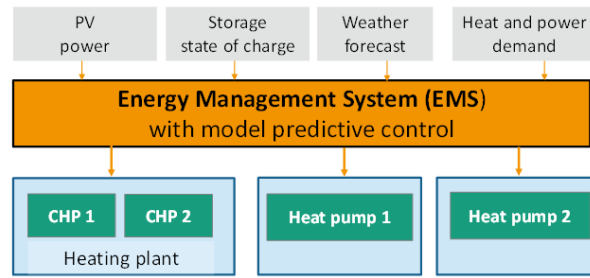 PV
power
Storage
state of charge
Weather
forecast
Heat and power
demand
Energy Management System (EMS)
with model predictive control
CHP 1
CHP 2
Heating plant
Heat pump 1
Heat pump 2